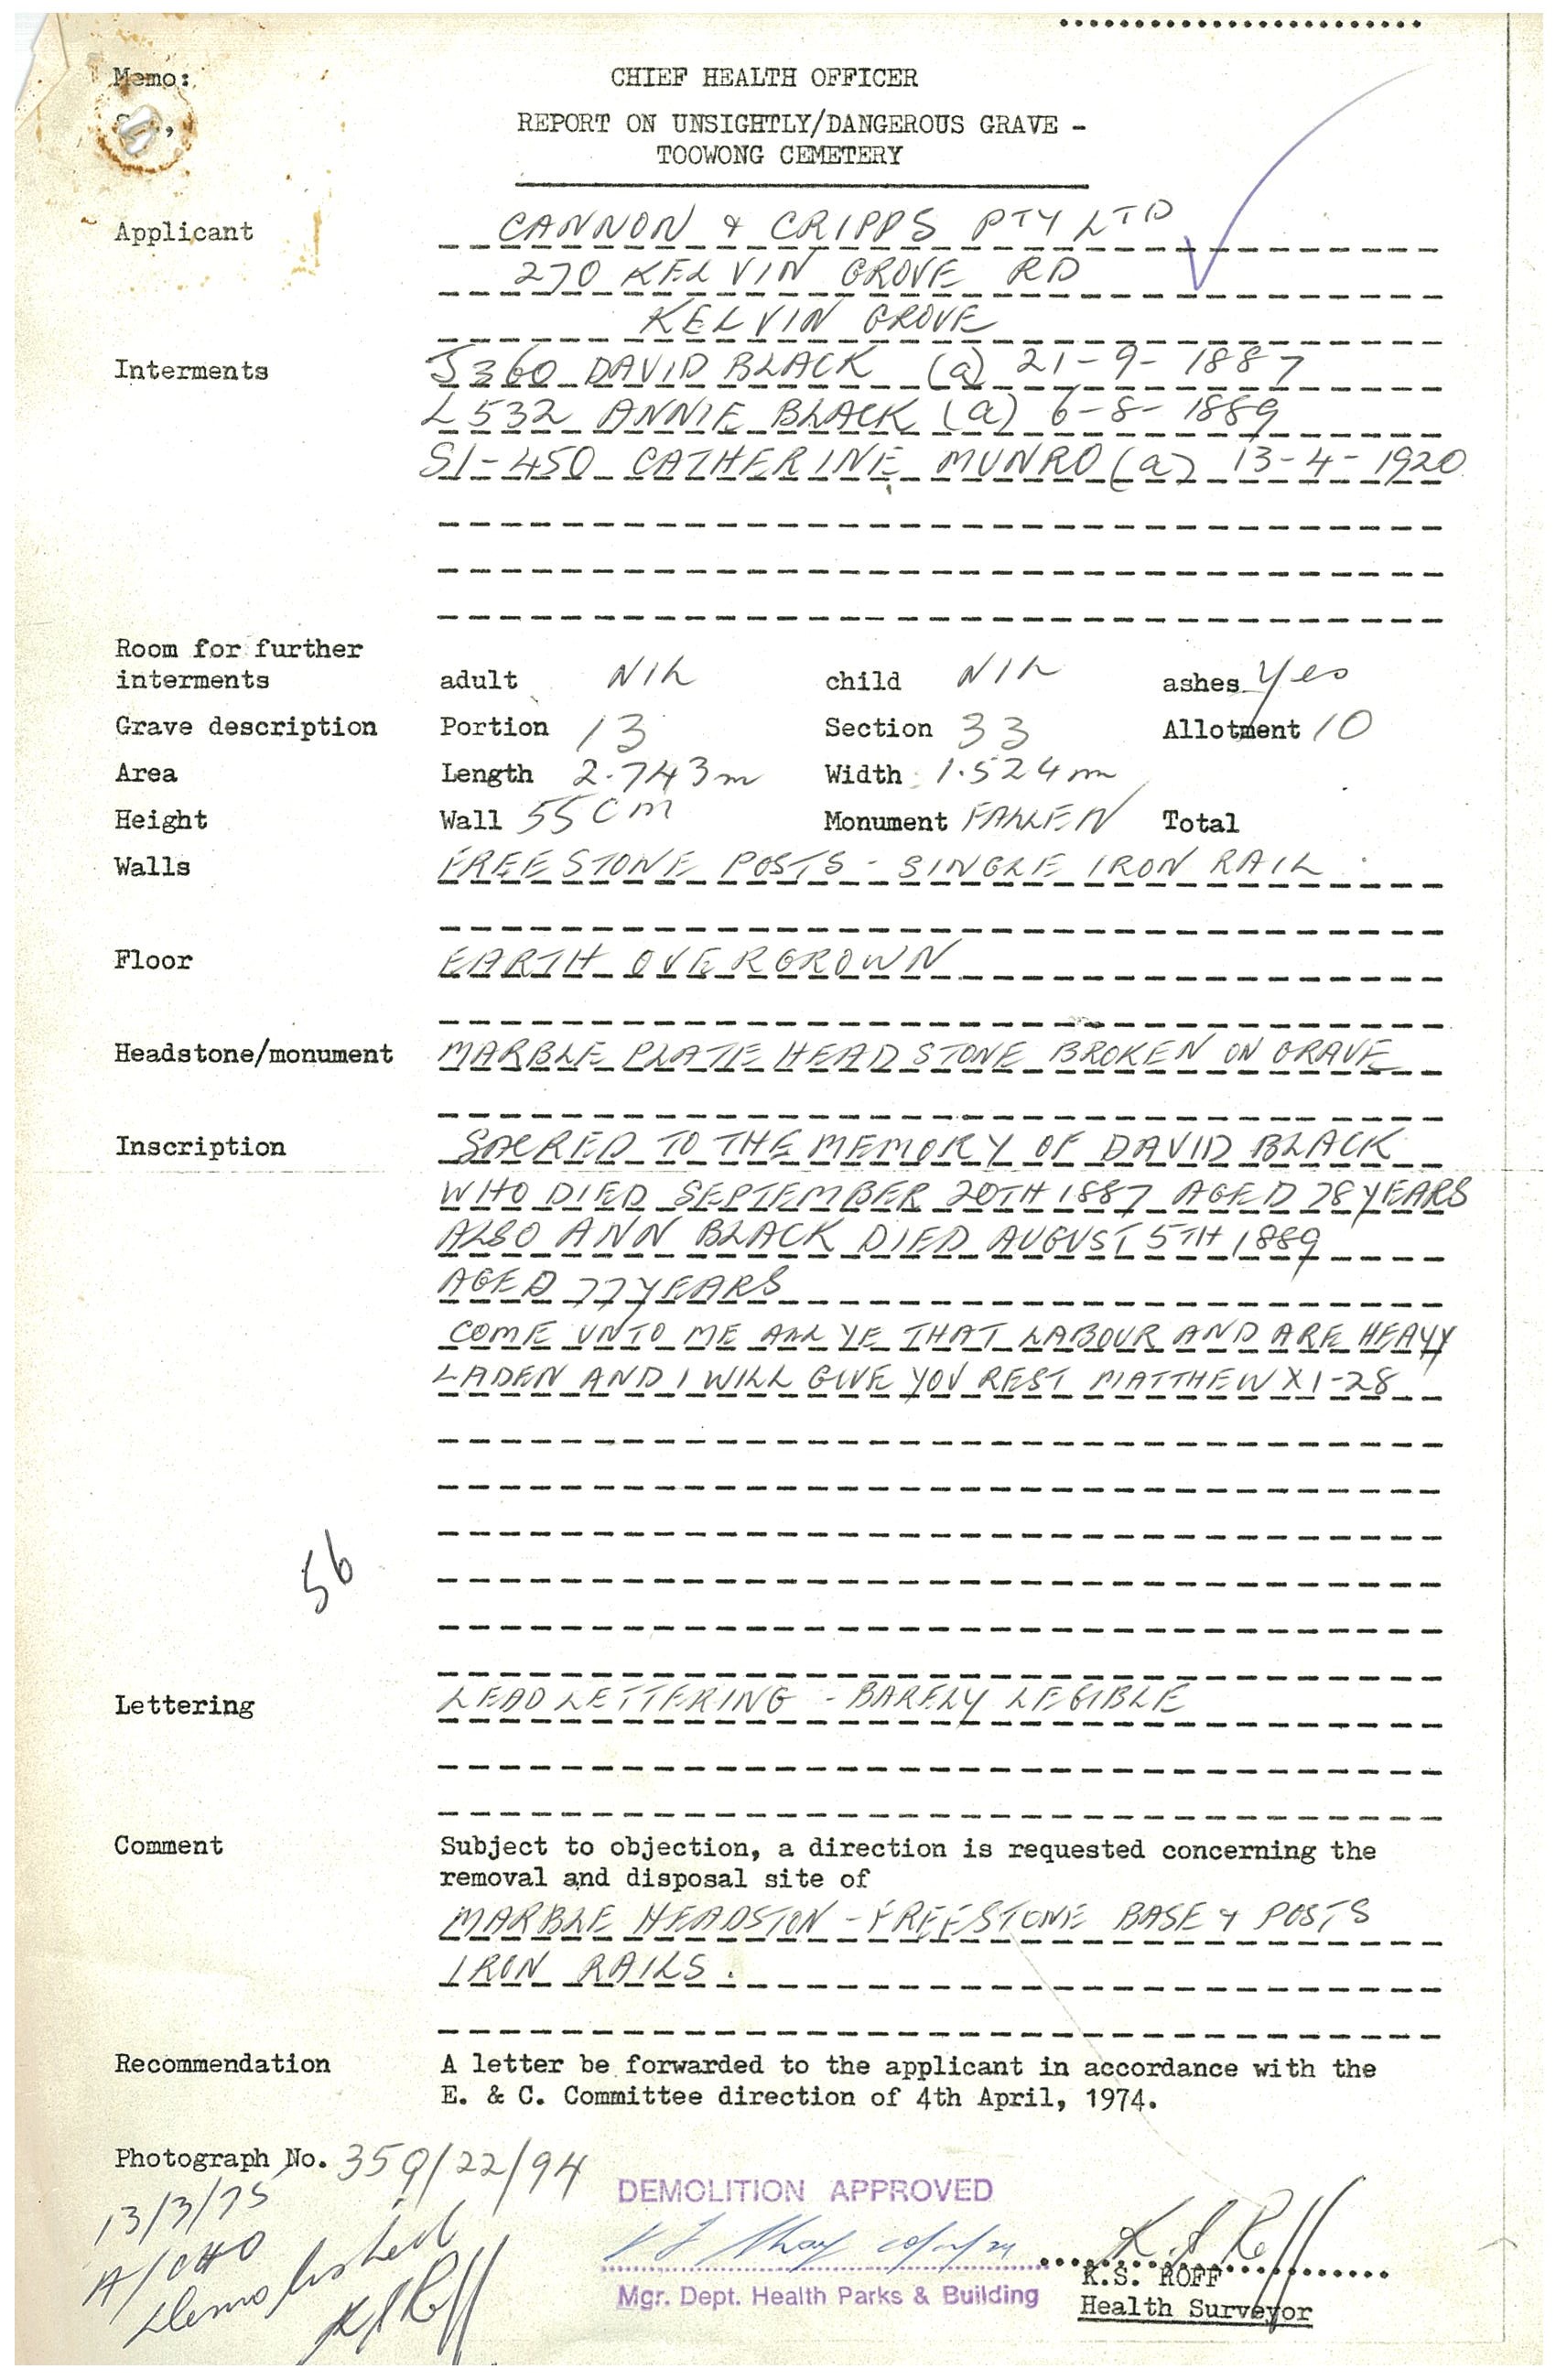 Memo:
CHIEF HEALTH OFFICER
REPORT ON UNSIGHTLY/DANGEROUS GRAVE -
TOOWONG CEMETERY
Applicant CANNON & CRIPPS PTY LTD
270 KELVIN GROVE RD
KELVIN GROVE
Interments J360 DAVID BLACK (a) 21-9-1887
L532 ANNIE BLACK (a) 6-8-1889
S1-450 CATHERINE MUNRO (a) 13-4-1920
Room for further
interments adult NIL child NIL ashes Yes
Grave description Portion 13 Section 33 Allotment 10
Area Length 2.743m Width 1.524m
Height Wall 55cm Monument FALLEN Total
Walls FREESTONE POSTS - SINGLE IRON RAIL
Floor EARTH OVERGROWN
Headstone/monument MARBLE PLATE HEADSTONE BROKEN ON GRAVE
Inscription SACRED TO THE MEMORY OF DAVID BLACK
WHO DIED SEPTEMBER 20TH 1887 AGED 78 YEARS
ALSO ANN BLACK DIED AUGUST 5TH 1889
AGED 77 YEARS
COME UNTO ME ALL YE THAT LABOUR AND ARE HEAVY
LADEN AND I WILL GIVE YOU REST MATTHEW XI-28
56
Lettering LEAD LETTERING - BARELY LEGIBLE
Comment Subject to objection, a direction is requested concerning the
removal and disposal site of
MARBLE HEADSTON - FREESTONE BASE & POSTS
IRON RAILS.
Recommendation A letter be forwarded to the applicant in accordance with the
E. & C. Committee direction of 4th April, 1974.
Photograph No. 359/22/94
13/3/75
A/CHO
Demolished
K S Roff
DEMOLITION APPROVED
Mgr. Dept. Health Parks & Building
K S Roff
K.S. ROFF
Health Surveyor